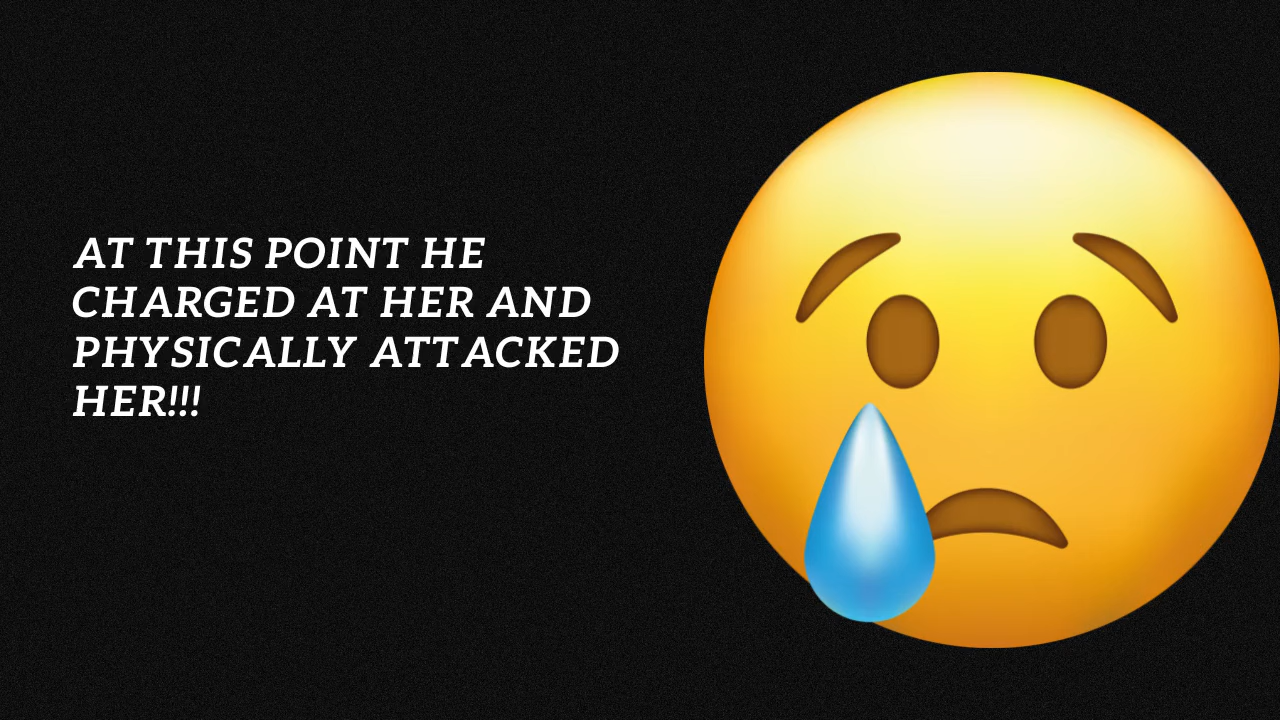 AT THIS POINT HE
CHARGED AT HER AND
PHYSICALLY ATTACKED
HER!!!